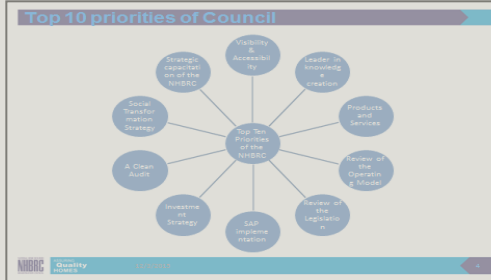 Top 10 priorities of Council
Visibility
&
Accessibil
ity
Leader in
knowledg
e
creation
Products
and
Services
Review of
the
Operatin
g Model
Review of
the
Legislatio
n
SAP
Impleme
ntation
Investme
nt
Strategy
A Clean
Audit
Social
Transfor
mation
Strategy
Strategic
capacitati
on of the
NHBRC
Top Ten
Priorities
of the
NHBRC
NHBRC
Quality
HOMES